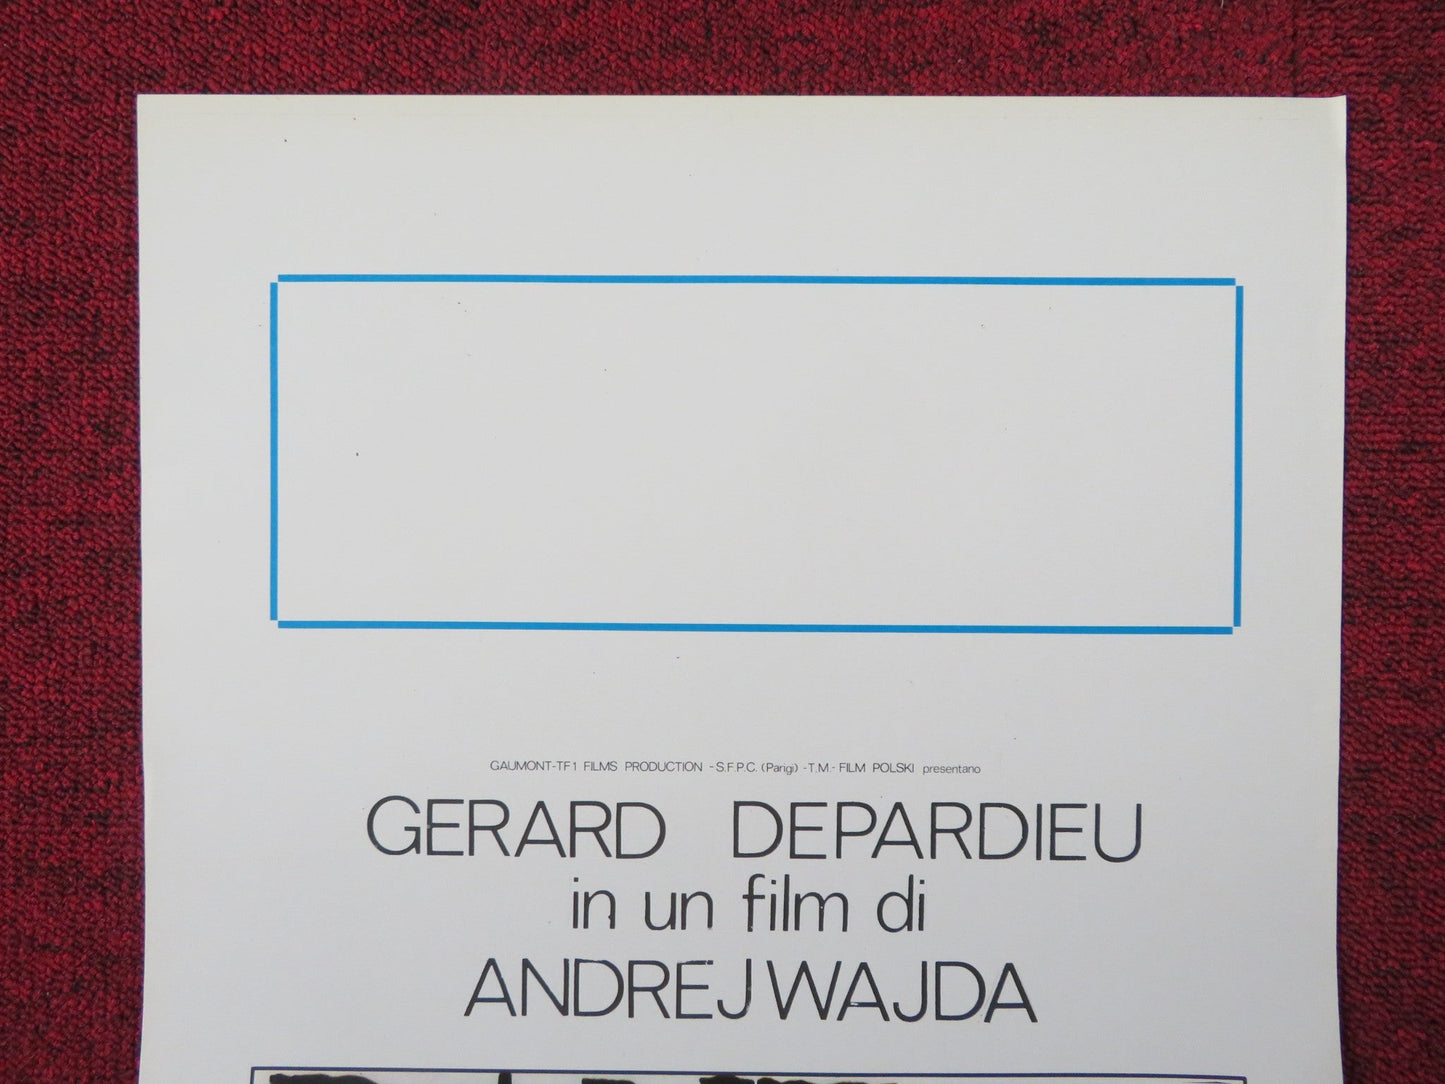 GAUMONT-TF1 FILMS PRODUCTION - S.F.P.C. (Parigi) - T.M. - FILM POLSKI presentano
GERARD DEPARDIEU
in un film di
ANDREJ WAJDA